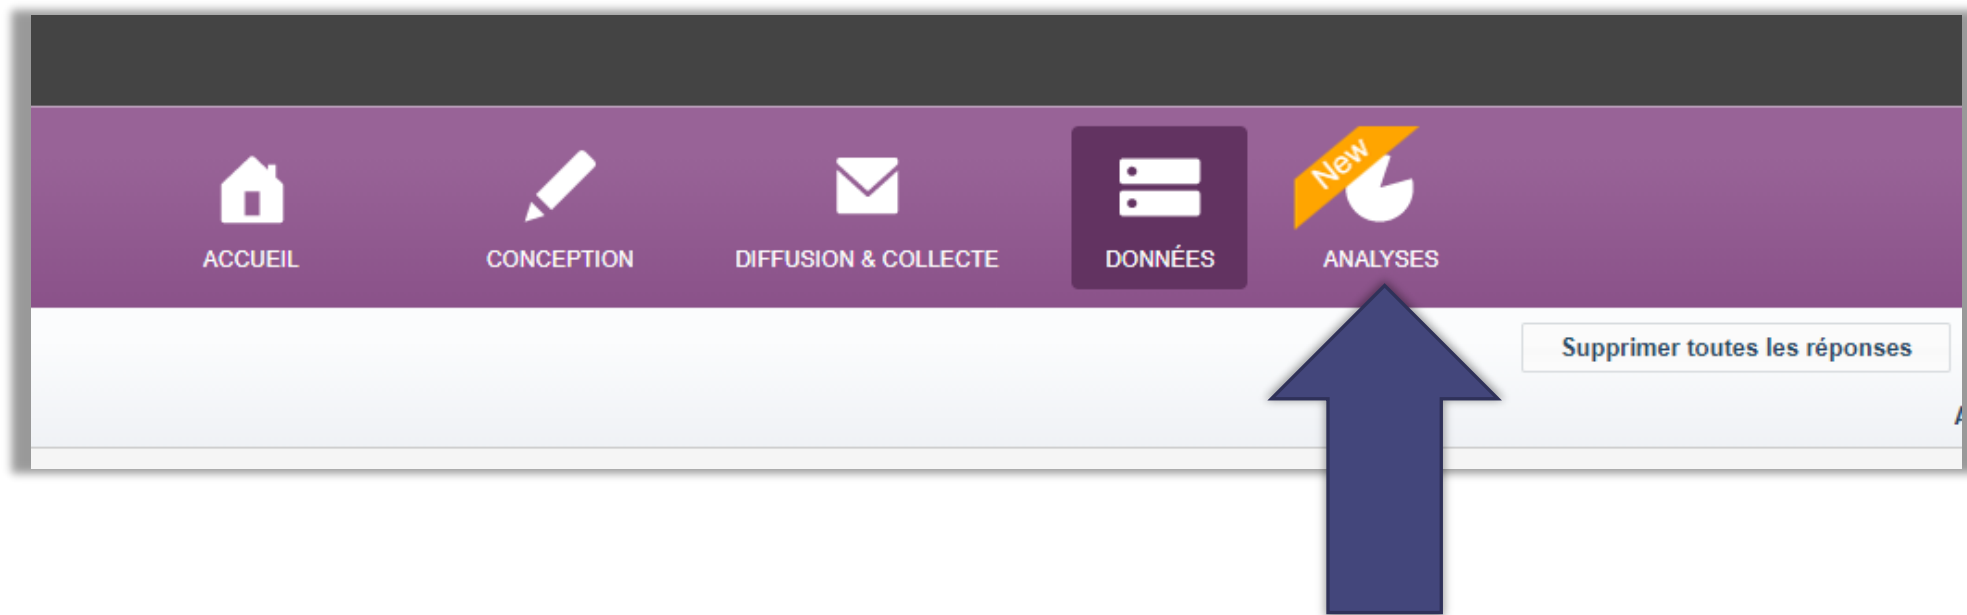 New
ACCUEIL
CONCEPTION
DIFFUSION & COLLECTE
DONNÉES
ANALYSES
Supprimer toutes les réponses